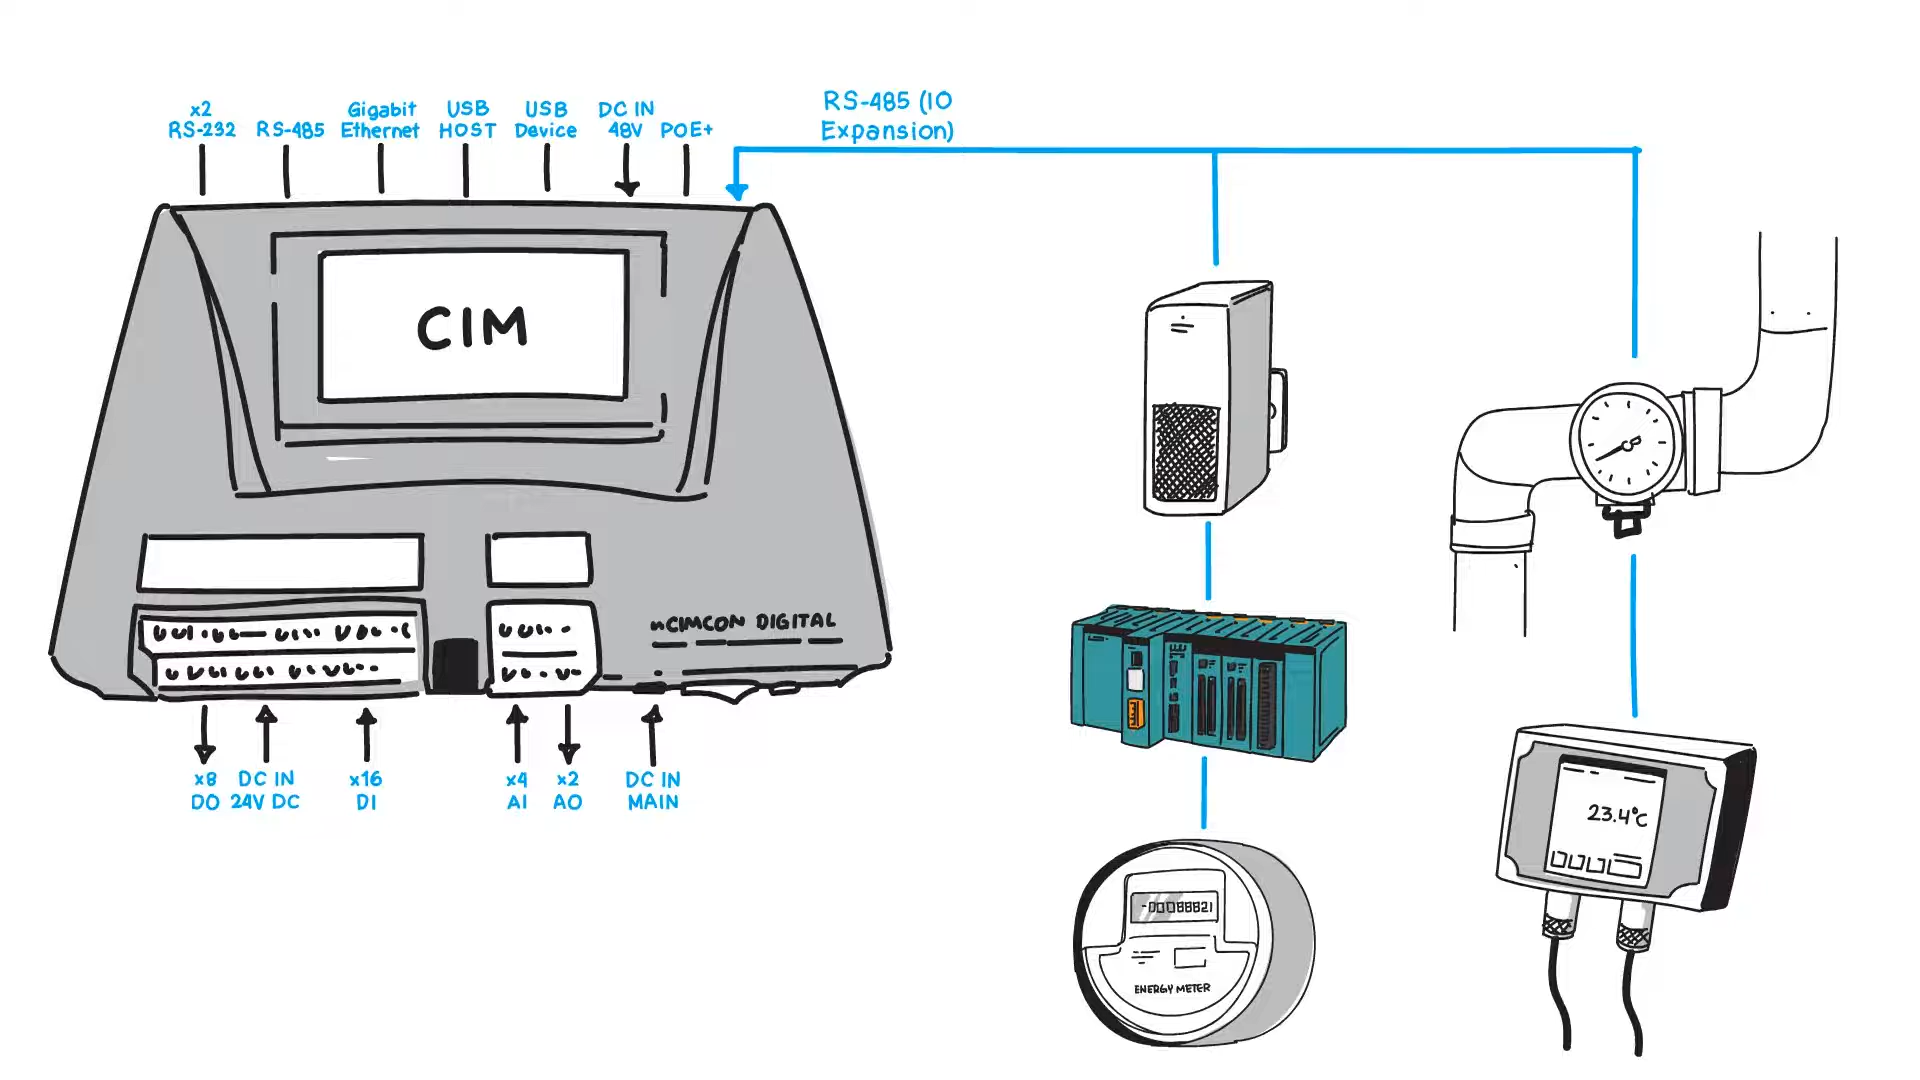 x2
RS-232
RS-485
Gigabit
Ethernet
USB
HOST
USB
Device
DC IN
48V
POE+
RS-485 (IO
Expansion)
CIM
CIMCON DIGITAL
x8
DO
DC IN
24V DC
x16
DI
x4
AI
x2
AO
DC IN
MAIN
23.4°C
-00088821
ENERGY METER